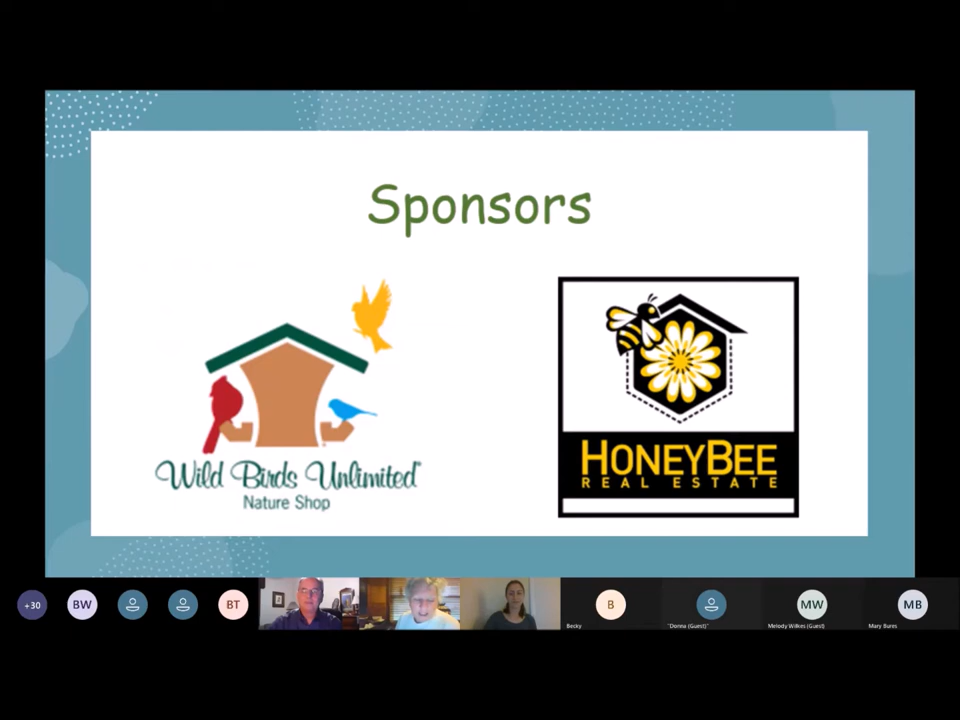 Sponsors
Wild Birds Unlimited®
Nature Shop
HONEYBEE
REAL ESTATE
+30
BW
BT
B
MW
MB
Becky
"Donna (Guest)"
Melody Wilkes (Guest)
Mary Bures